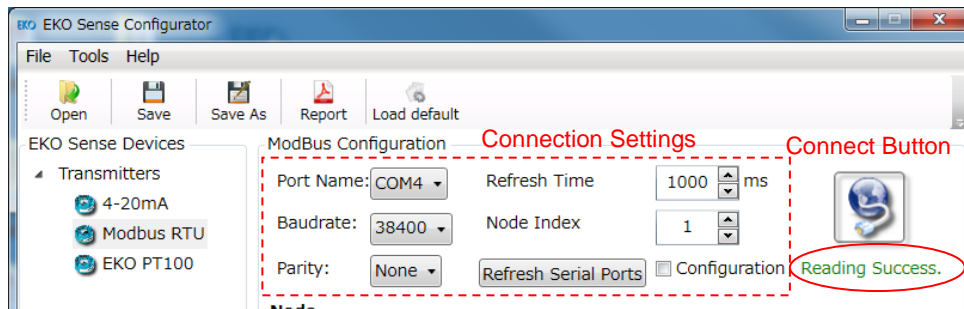 EKO EKO Sense Configurator
File Tools Help
Open Save Save As Report Load default
EKO Sense Devices
Transmitters
4-20mA
Modbus RTU
EKO PT100
ModBus Configuration
Connection Settings
Connect Button
Port Name: COM4 Refresh Time 1000 ms
Baudrate: 38400 Node Index 1
Parity: None Refresh Serial Ports Configuration
Reading Success.
Node